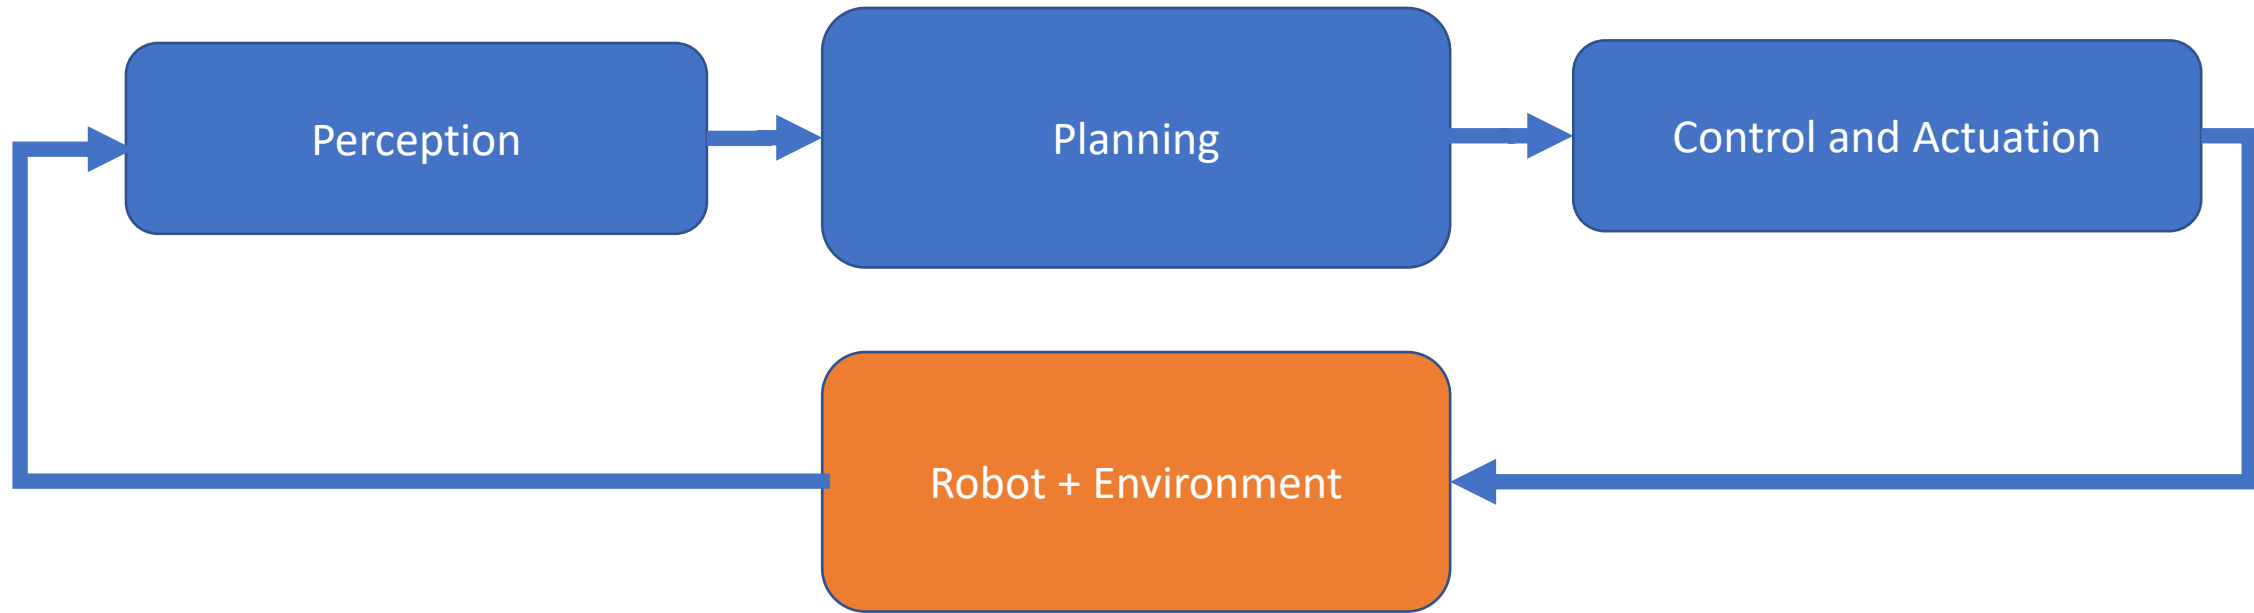 Perception
Planning
Control and Actuation
Robot + Environment